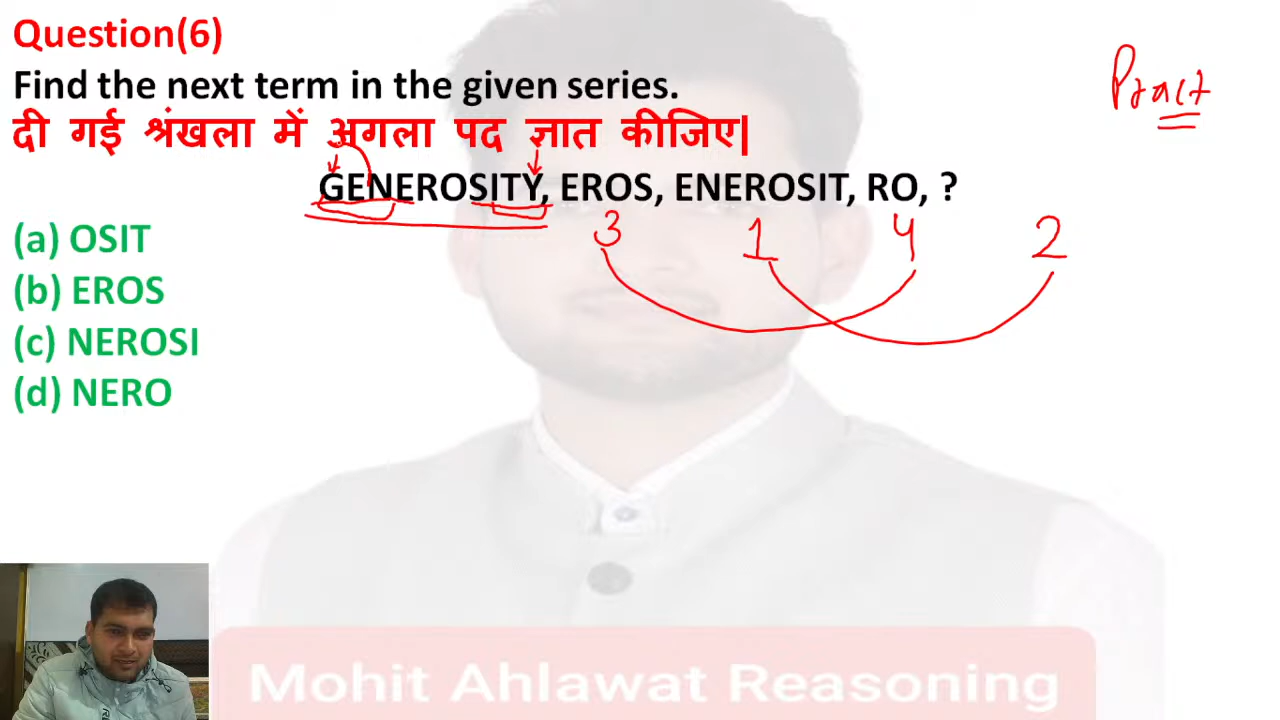 Question(6)
Pract
Find the next term in the given series.
दी गई श्रंखला में अगला पद ज्ञात कीजिए|
GENEROSITY, EROS, ENEROSIT, RO, ?
3 1 4 2
(a) OSIT
(b) EROS
(c) NEROSI
(d) NERO
Mohit Ahlawat Reasoning